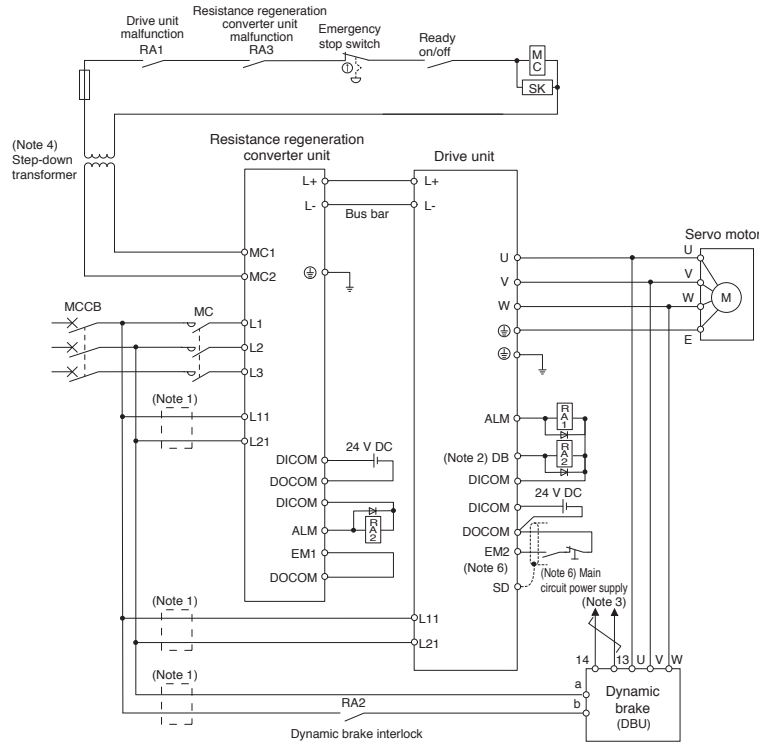 Drive unit
malfunction
RA1
Resistance regeneration
converter unit
malfunction
RA3
Emergency
stop switch
Ready
on/off
MC
SK
(Note 4)
Step-down
transformer
Resistance regeneration
converter unit
Drive unit
L+
L+
L-
L-
Bus bar
MC1
MC2
MCCB
MC
L1
L2
L3
(Note 1)
L11
L21
DICOM
24 V DC
DOCOM
DICOM
ALM
RA2
EM1
DOCOM
Servo motor
U
U
V
V
W
W
M
E
ALM
RA1
(Note 2) DB
RA2
DICOM
DICOM
24 V DC
DOCOM
EM2
(Note 6)
(Note 6) Main
circuit power supply
SD
(Note 3)
(Note 1)
L11
L21
14
13
U
V
W
(Note 1)
a
b
RA2
Dynamic brake interlock
Dynamic
brake
(DBU)